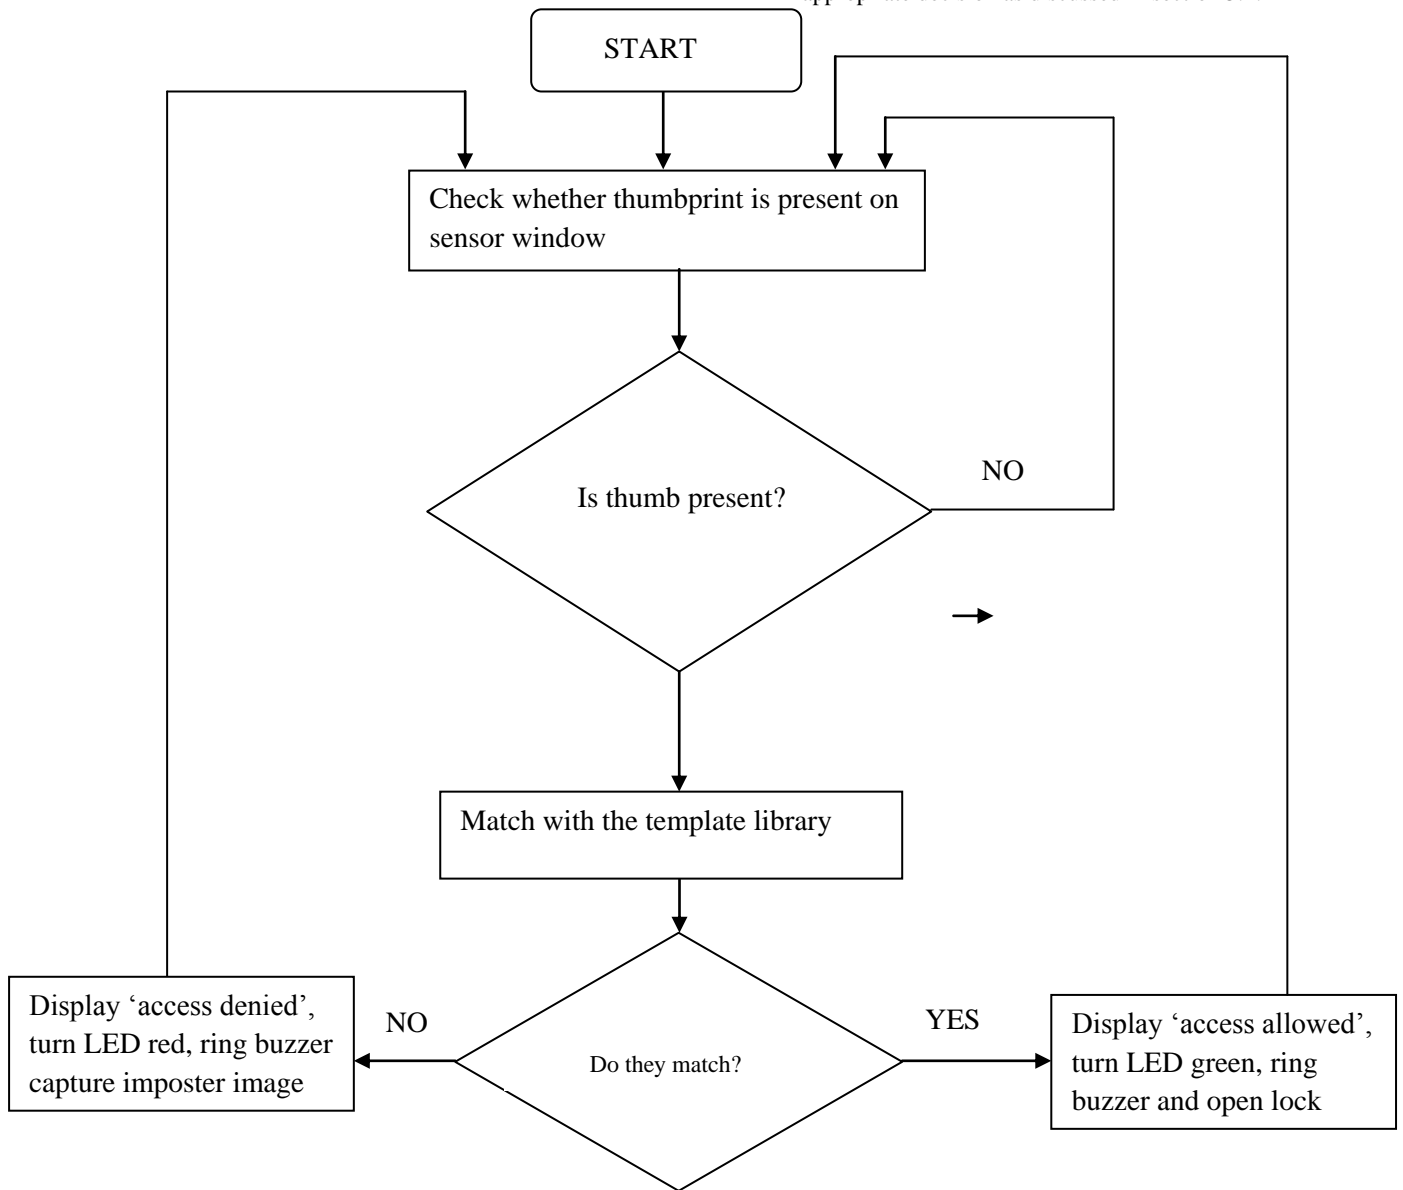 START
Check whether thumbprint is present on
sensor window
NO
Is thumb present?
Match with the template library
Display ‘access denied’,
turn LED red, ring buzzer
capture imposter image
NO
Do they match?
YES
Display ‘access allowed’,
turn LED green, ring
buzzer and open lock